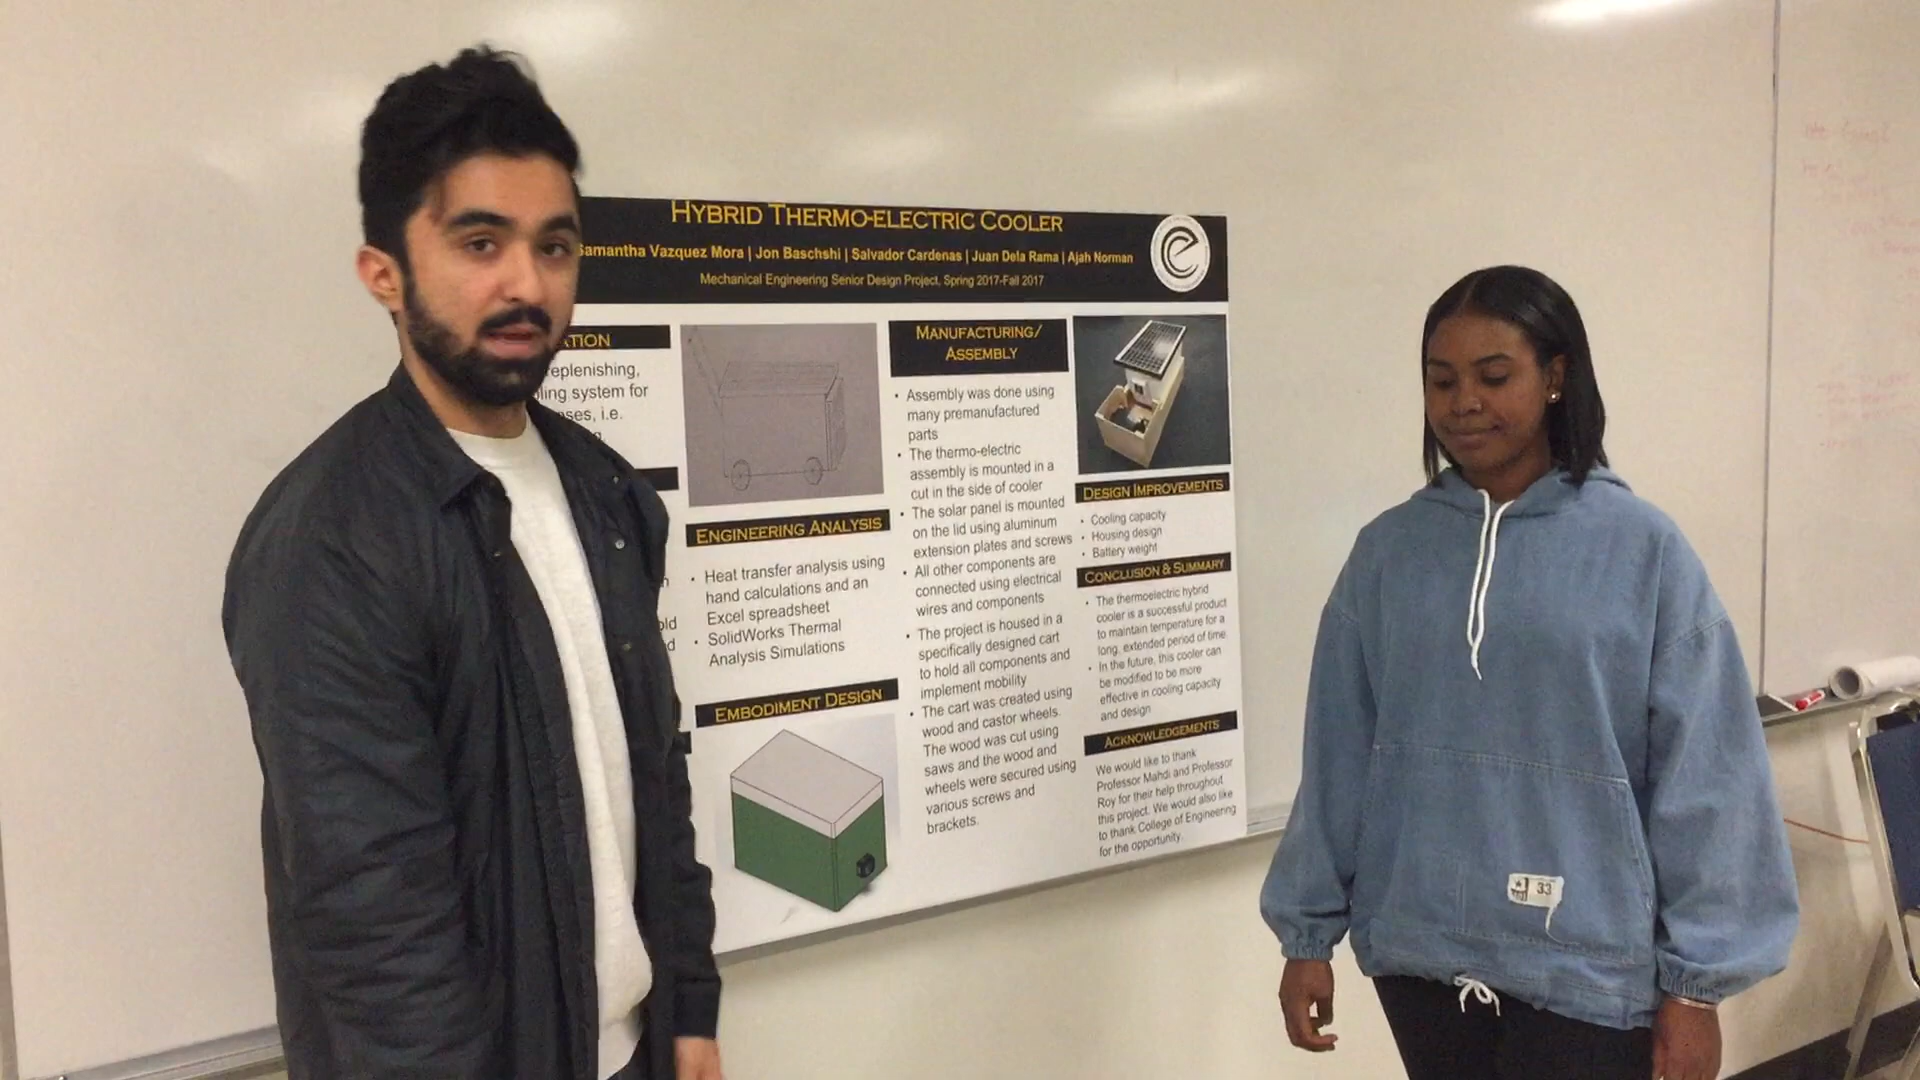 HYBRID THERMO-ELECTRIC COOLER
Samantha Vazquez Mora | Jon Baschshi | Salvador Cardenas | Juan Dela Rama | Ajah Norman
Mechanical Engineering Senior Design Project, Spring 2017-Fall 2017
ATION
replenishing,
ling system for
ses, i.e.
old
ENGINEERING ANALYSIS
• Heat transfer analysis using
hand calculations and an
Excel spreadsheet
• SolidWorks Thermal
Analysis Simulations
EMBODIMENT DESIGN
MANUFACTURING/
ASSEMBLY
• Assembly was done using
many premanufactured
parts
• The thermo-electric
assembly is mounted in a
cut in the side of cooler
• The solar panel is mounted
on the lid using aluminum
extension plates and screws
• All other components are
connected using electrical
wires and components
• The project is housed in a
specifically designed cart
to hold all components and
implement mobility
• The cart was created using
wood and castor wheels.
The wood was cut using
saws and the wood and
wheels were secured using
various screws and
brackets.
DESIGN IMPROVEMENTS
• Cooling capacity
• Housing design
• Battery weight
CONCLUSION & SUMMARY
• The thermoelectric hybrid
cooler is a successful product
to maintain temperature for a
long, extended period of time.
• In the future, this cooler can
be modified to be more
effective in cooling capacity
and design
ACKNOWLEDGEMENTS
We would like to thank
Professor Mahdi and Professor
Roy for their help throughout
this project. We would also like
to thank College of Engineering
for the opportunity.
33